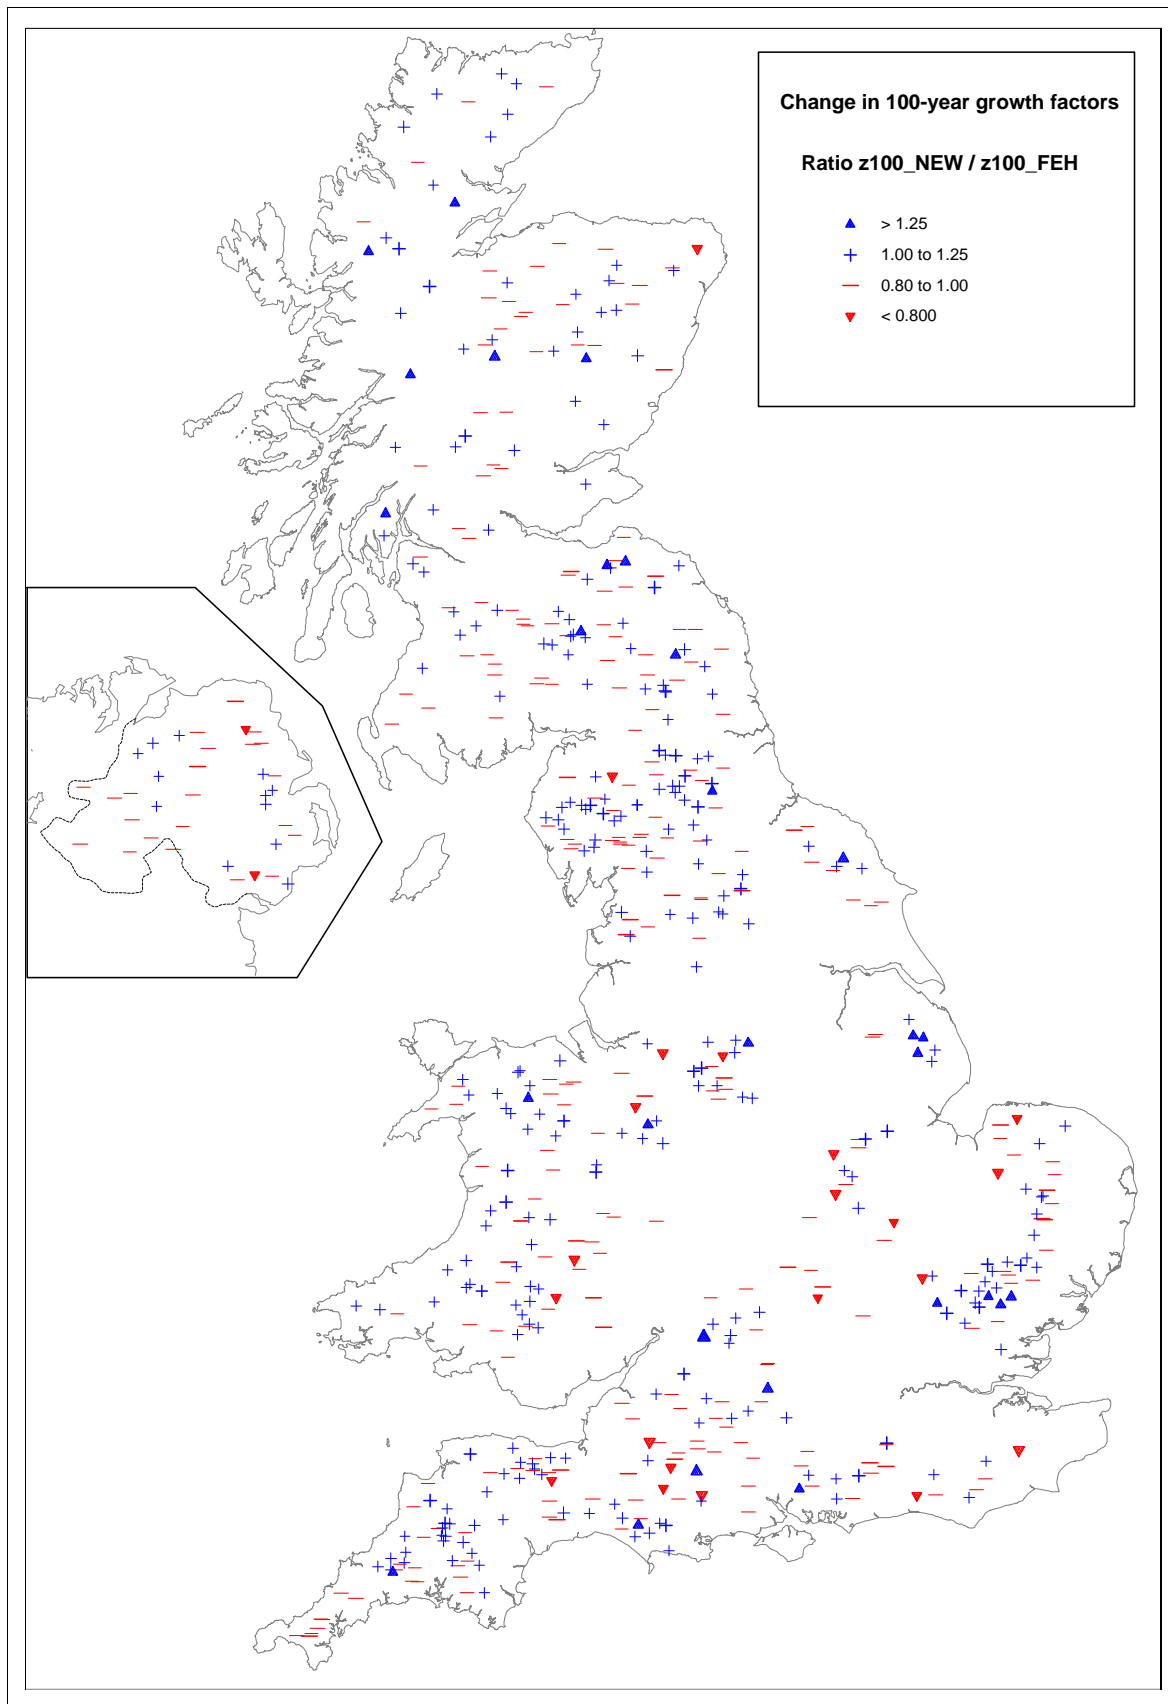 Change in 100-year growth factors
Ratio z100_NEW / z100_FEH
> 1.25
1.00 to 1.25
0.80 to 1.00
< 0.800